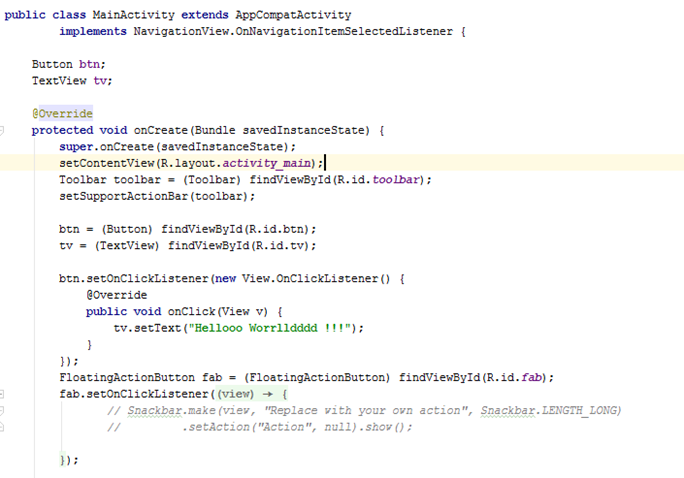 public class MainActivity extends AppCompatActivity
        implements NavigationView.OnNavigationItemSelectedListener {

    Button btn;
    TextView tv;

    @Override
    protected void onCreate(Bundle savedInstanceState) {
        super.onCreate(savedInstanceState);
        setContentView(R.layout.activity_main);
        Toolbar toolbar = (Toolbar) findViewById(R.id.toolbar);
        setSupportActionBar(toolbar);

        btn = (Button) findViewById(R.id.btn);
        tv = (TextView) findViewById(R.id.tv);

        btn.setOnClickListener(new View.OnClickListener() {
            @Override
            public void onClick(View v) {
                tv.setText("Hellooo Worrlldddd !!!");
            }
        });
        FloatingActionButton fab = (FloatingActionButton) findViewById(R.id.fab);
        fab.setOnClickListener((view) → {
                // Snackbar.make(view, "Replace with your own action", Snackbar.LENGTH_LONG)
                //         .setAction("Action", null).show();

        });